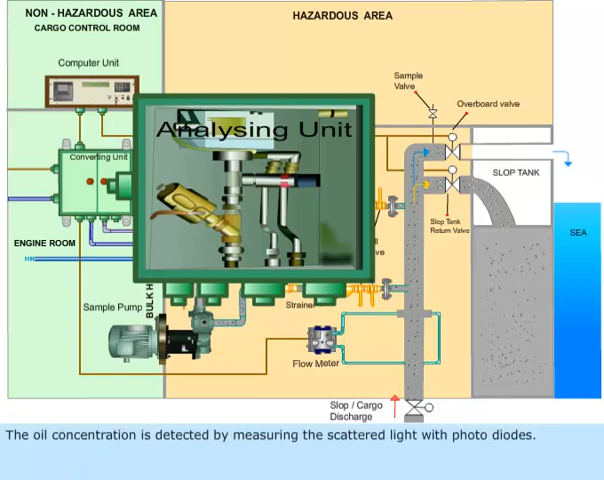 NON - HAZARDOUS AREA
CARGO CONTROL ROOM
HAZARDOUS AREA
Computer Unit
Sample
Valve
Overboard valve
Analysing Unit
Converting Unit
SLOP TANK
Slop Tank
Return Valve
SEA
ENGINE ROOM
BULK H
Sample Pump
Strainer
Flow Meter
Slop / Cargo
Discharge
The oil concentration is detected by measuring the scattered light with photo diodes.